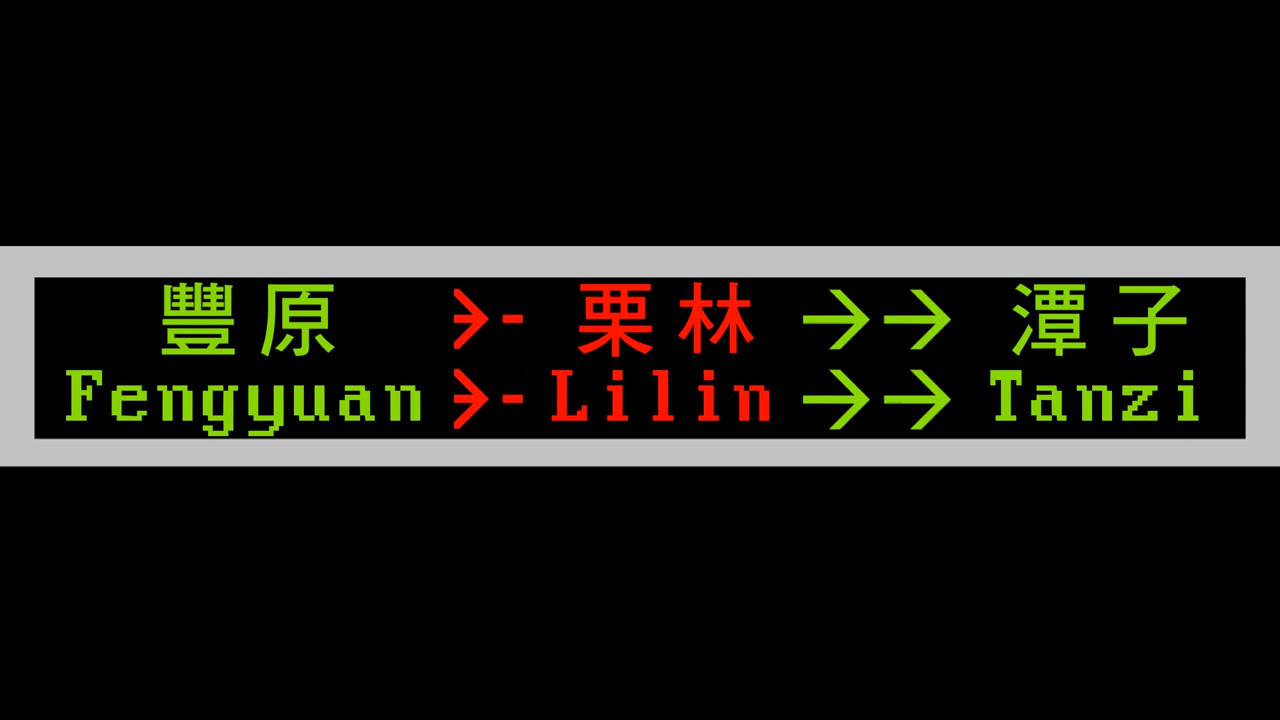 豐原 >- 栗林 →→ 潭子
Fengyuan >- Lilin →→ Tanzi